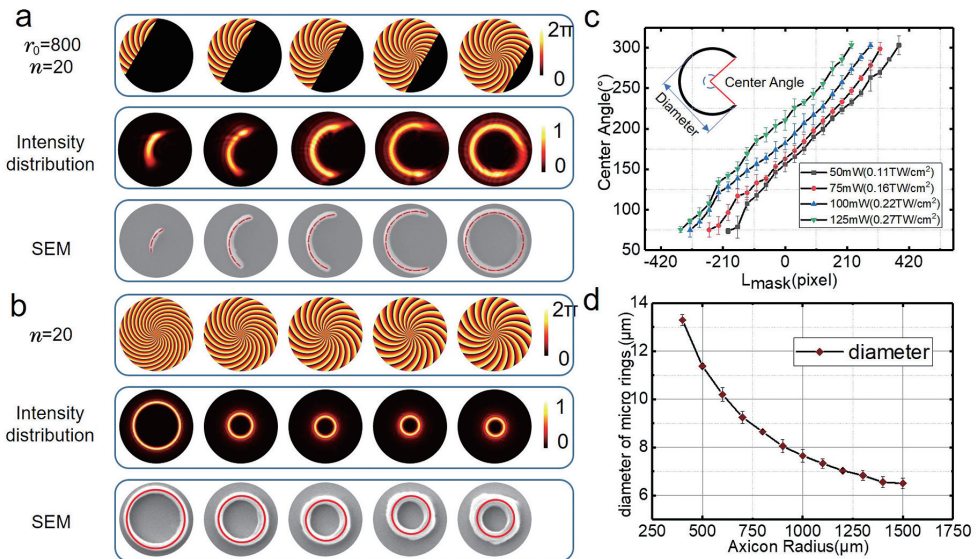 a
r₀=800
n=20
2π
0
Intensity
distribution
1
0
SEM
b
n=20
2π
0
Intensity
distribution
1
0
SEM
c
Center Angle(°)
300
250
200
150
100
50
Center Angle
Diameter
50mW(0.11TW/cm²)
75mW(0.16TW/cm²)
100mW(0.22TW/cm²)
125mW(0.27TW/cm²)
-420 -210 0 210 420
Lmask(pixel)
d
diameter of micro rings (μm)
14
12
10
8
6
diameter
250 500 750 1000 1250 1500 1750
Axicon Radius(μm)